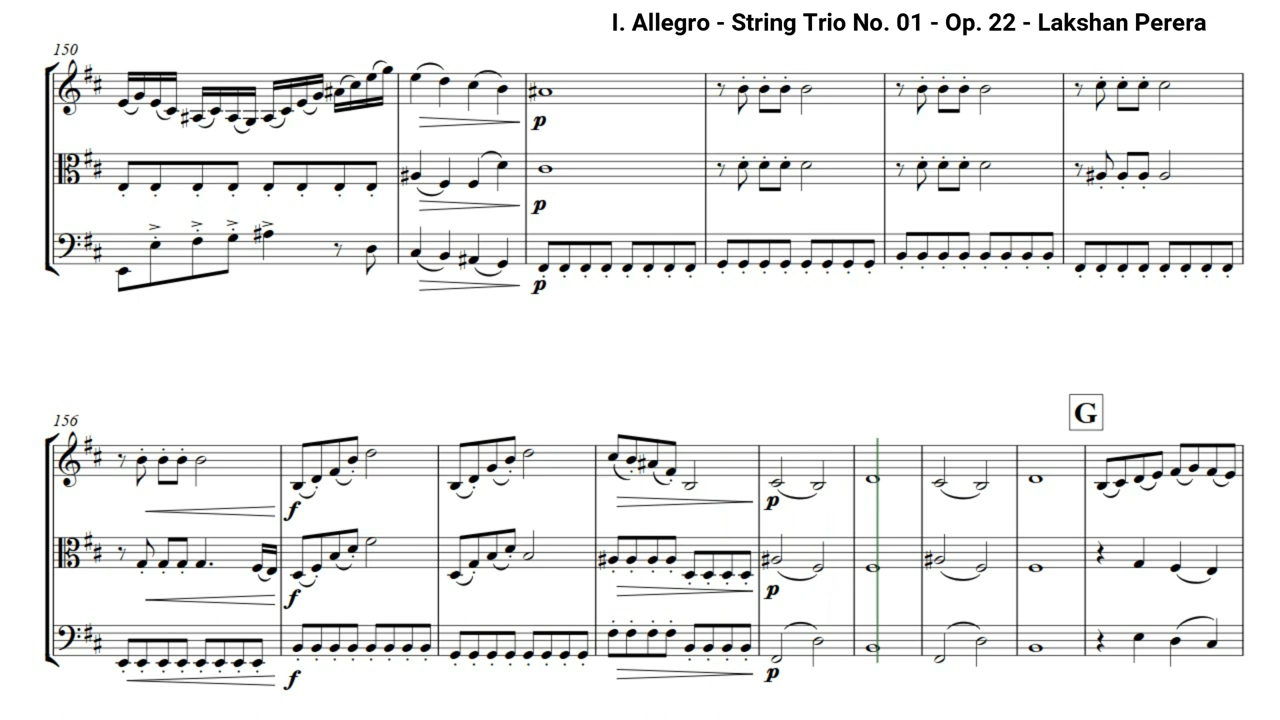 I. Allegro - String Trio No. 01 - Op. 22 - Lakshan Perera
150
p
p
p
156
G
f
p
f
p
f
p